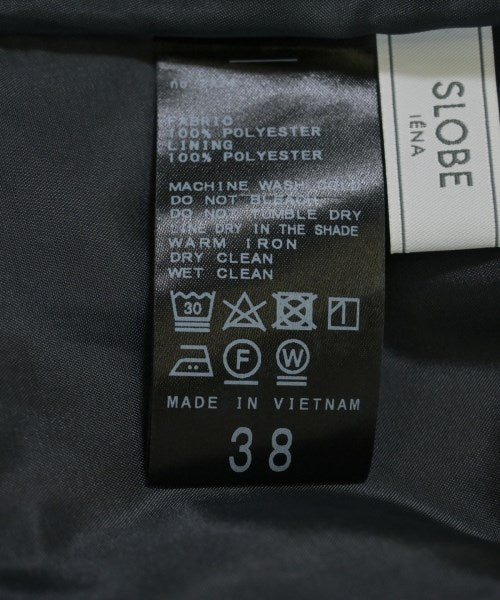 FABRIC
100% POLYESTER
LINING
100% POLYESTER
MACHINE WASH COLD
DO NOT BLEACH
DO NOT TUMBLE DRY
LINE DRY IN THE SHADE
WARM IRON
DRY CLEAN
WET CLEAN
30
F W
MADE IN VIETNAM
38
SLOBE
IÉNA